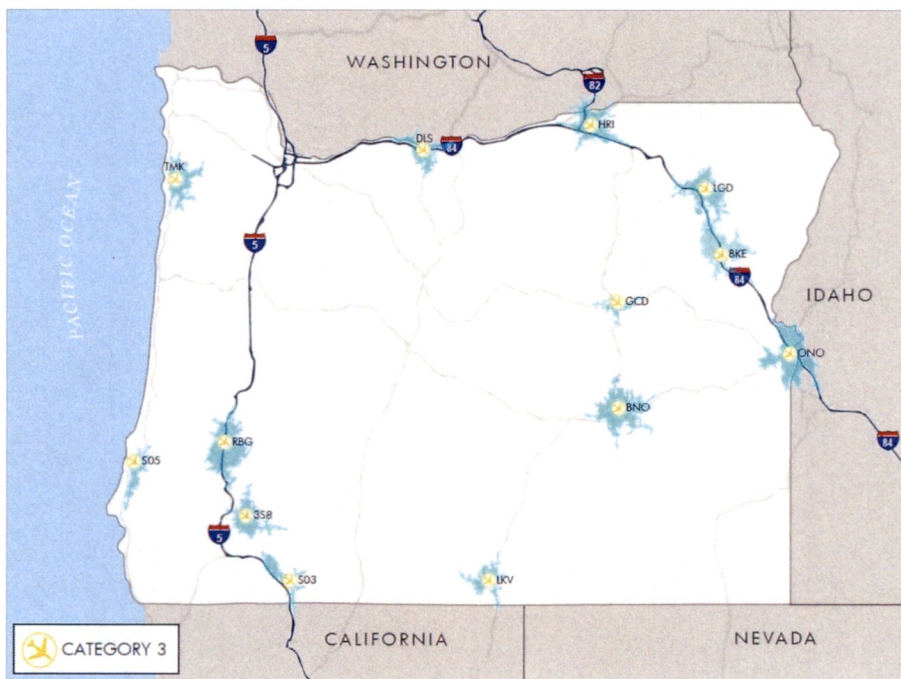 5
WASHINGTON
82
HRI
DLS
84
TMK
LGD
PACIFIC OCEAN
5
BKE
84
GCD
IDAHO
ONO
BNO
RBG
84
S05
3S8
5
S03
LKV
CATEGORY 3
CALIFORNIA
NEVADA